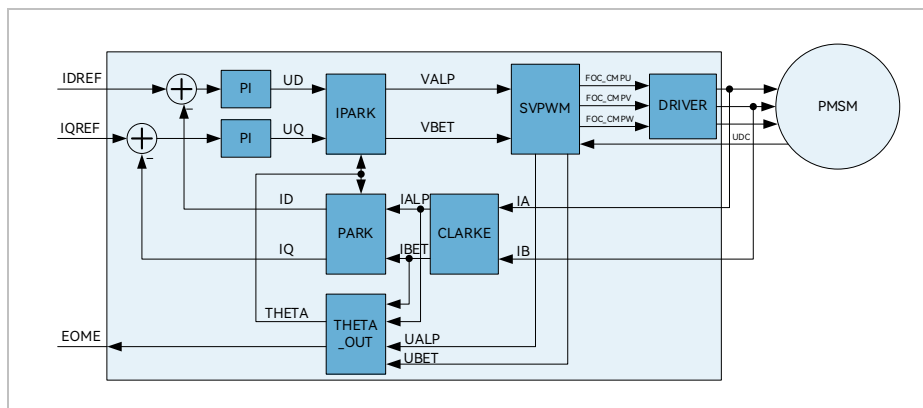 IDREF
IQREF
PI
UD
PI
UQ
IPARK
VALP
VBET
SVPWM
FOC_CMPU
FOC_CMPV
FOC_CMPW
DRIVER
UDC
PMSM
ID
IQ
PARK
IALP
IBET
CLARKE
IA
IB
THETA
EOME
THETA
_OUT
UALP
UBET